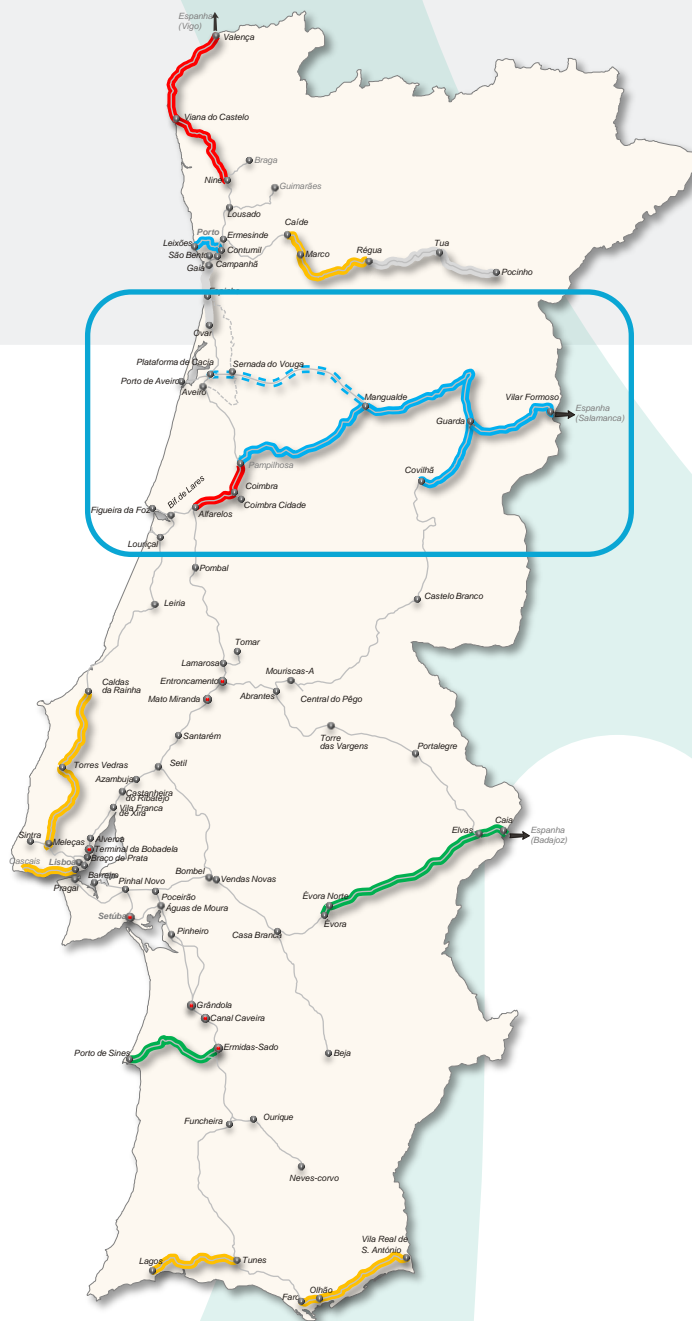 Espanha
(Vigo)
Valença
Viana do Castelo
Braga
Nine
Guimarães
Lousado
Caíde
Porto
Ermesinde
Leixões
Contumil
Tua
São Bento
Marco
Régua
Campanhã
Gaia
Pocinho
Ovar
Plataforma de Cacia
Sernada do Vouga
Porto de Aveiro
Aveiro
Mangualde
Vilar Formoso
Espanha
(Salamanca)
Guarda
Pampilhosa
Covilhã
Coimbra
Bif. de Lares
Coimbra Cidade
Figueira da Foz
Alfarelos
Louriçal
Pombal
Castelo Branco
Leiria
Tomar
Lamarosa
Mouriscas-A
Entroncamento
Caldas
da Rainha
Abrantes
Central do Pêgo
Mato Miranda
Santarém
Torre
das Vargens
Portalegre
Torres Vedras
Setil
Azambuja
Castanheira
do Ribatejo
Vila Franca
de Xira
Caia
Elvas
Espanha
(Badajoz)
Sintra
Meleças
Alverca
Terminal da Bobadela
Cascais
Lisboa
Braço de Prata
Bombel
Barreiro
Pinhal Novo
Vendas Novas
Pragal
Poceirão
Évora Norte
Águas de Moura
Setúbal
Évora
Pinheiro
Casa Branca
Grândola
Canal Caveira
Porto de Sines
Ermidas-Sado
Beja
Funcheira
Ourique
Neves-corvo
Vila Real de
S. António
Lagos
Tunes
Olhão
Faro